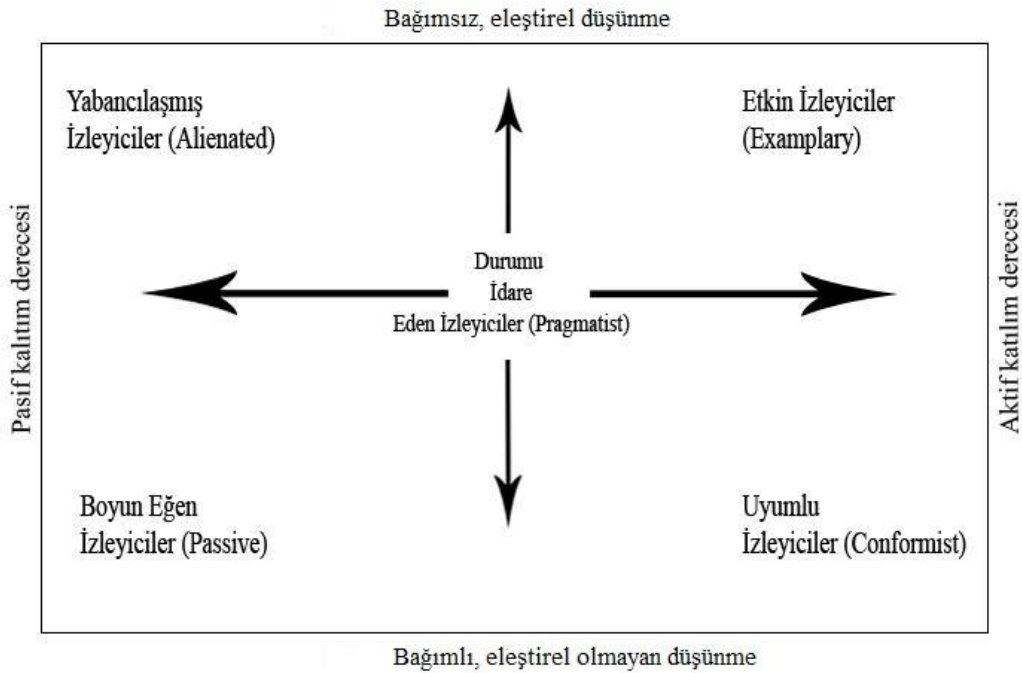 Bağımsız, eleştirel düşünme
Yabancılaşmış
İzleyiciler (Alienated)
Etkin İzleyiciler
(Examplary)
Pasif kalıtım derecesi
Durumu
İdare
Eden İzleyiciler (Pragmatist)
Aktif katılım derecesi
Boyun Eğen
İzleyiciler (Passive)
Uyumlu
İzleyiciler (Conformist)
Bağımlı, eleştirel olmayan düşünme